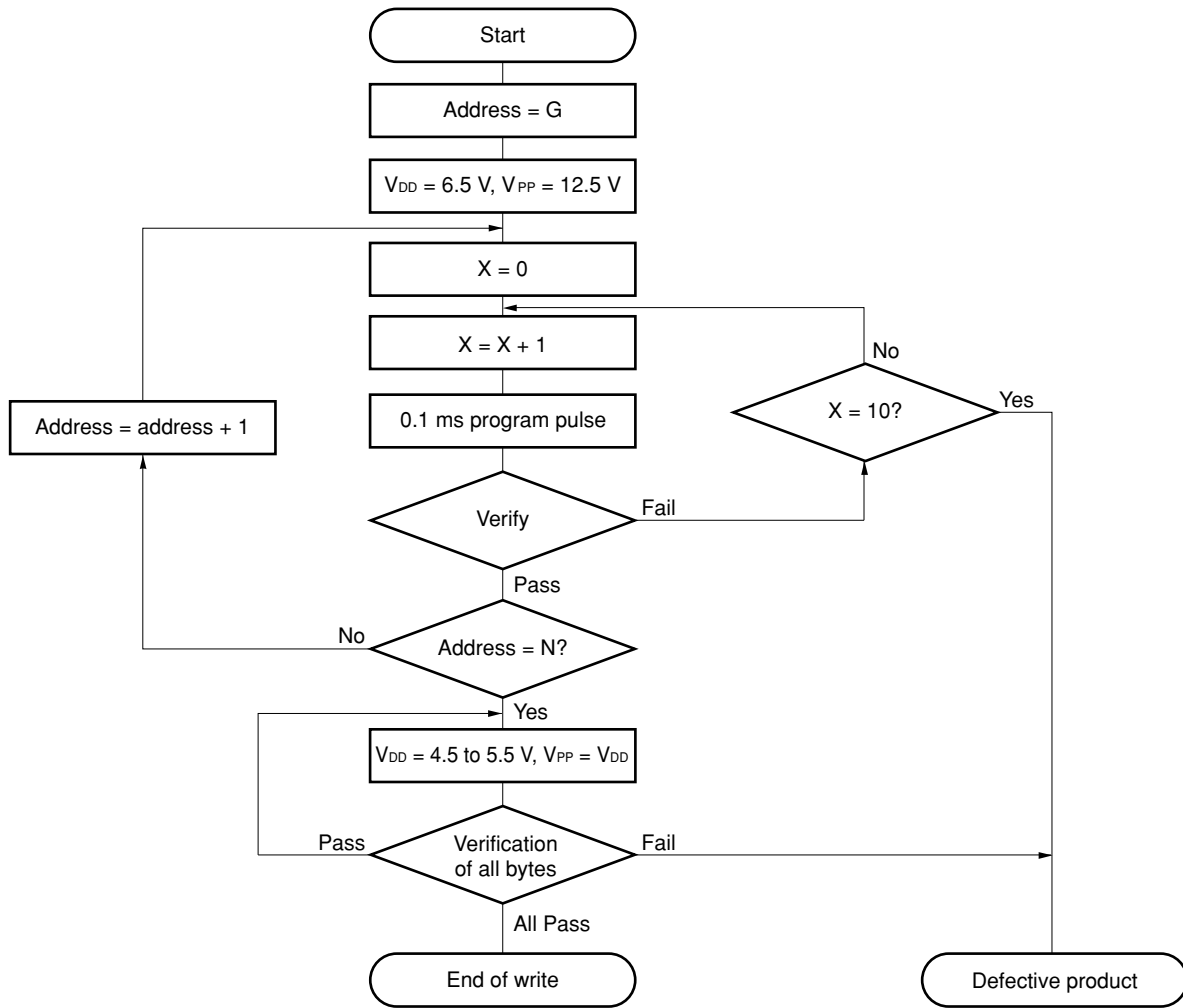 Start
Address = G
VDD = 6.5 V, VPP = 12.5 V
X = 0
X = X + 1
No
Address = address + 1
0.1 ms program pulse
X = 10?
Yes
Verify
Fail
Pass
No
Address = N?
Yes
VDD = 4.5 to 5.5 V, VPP = VDD
Pass
Verification
of all bytes
Fail
All Pass
End of write
Defective product